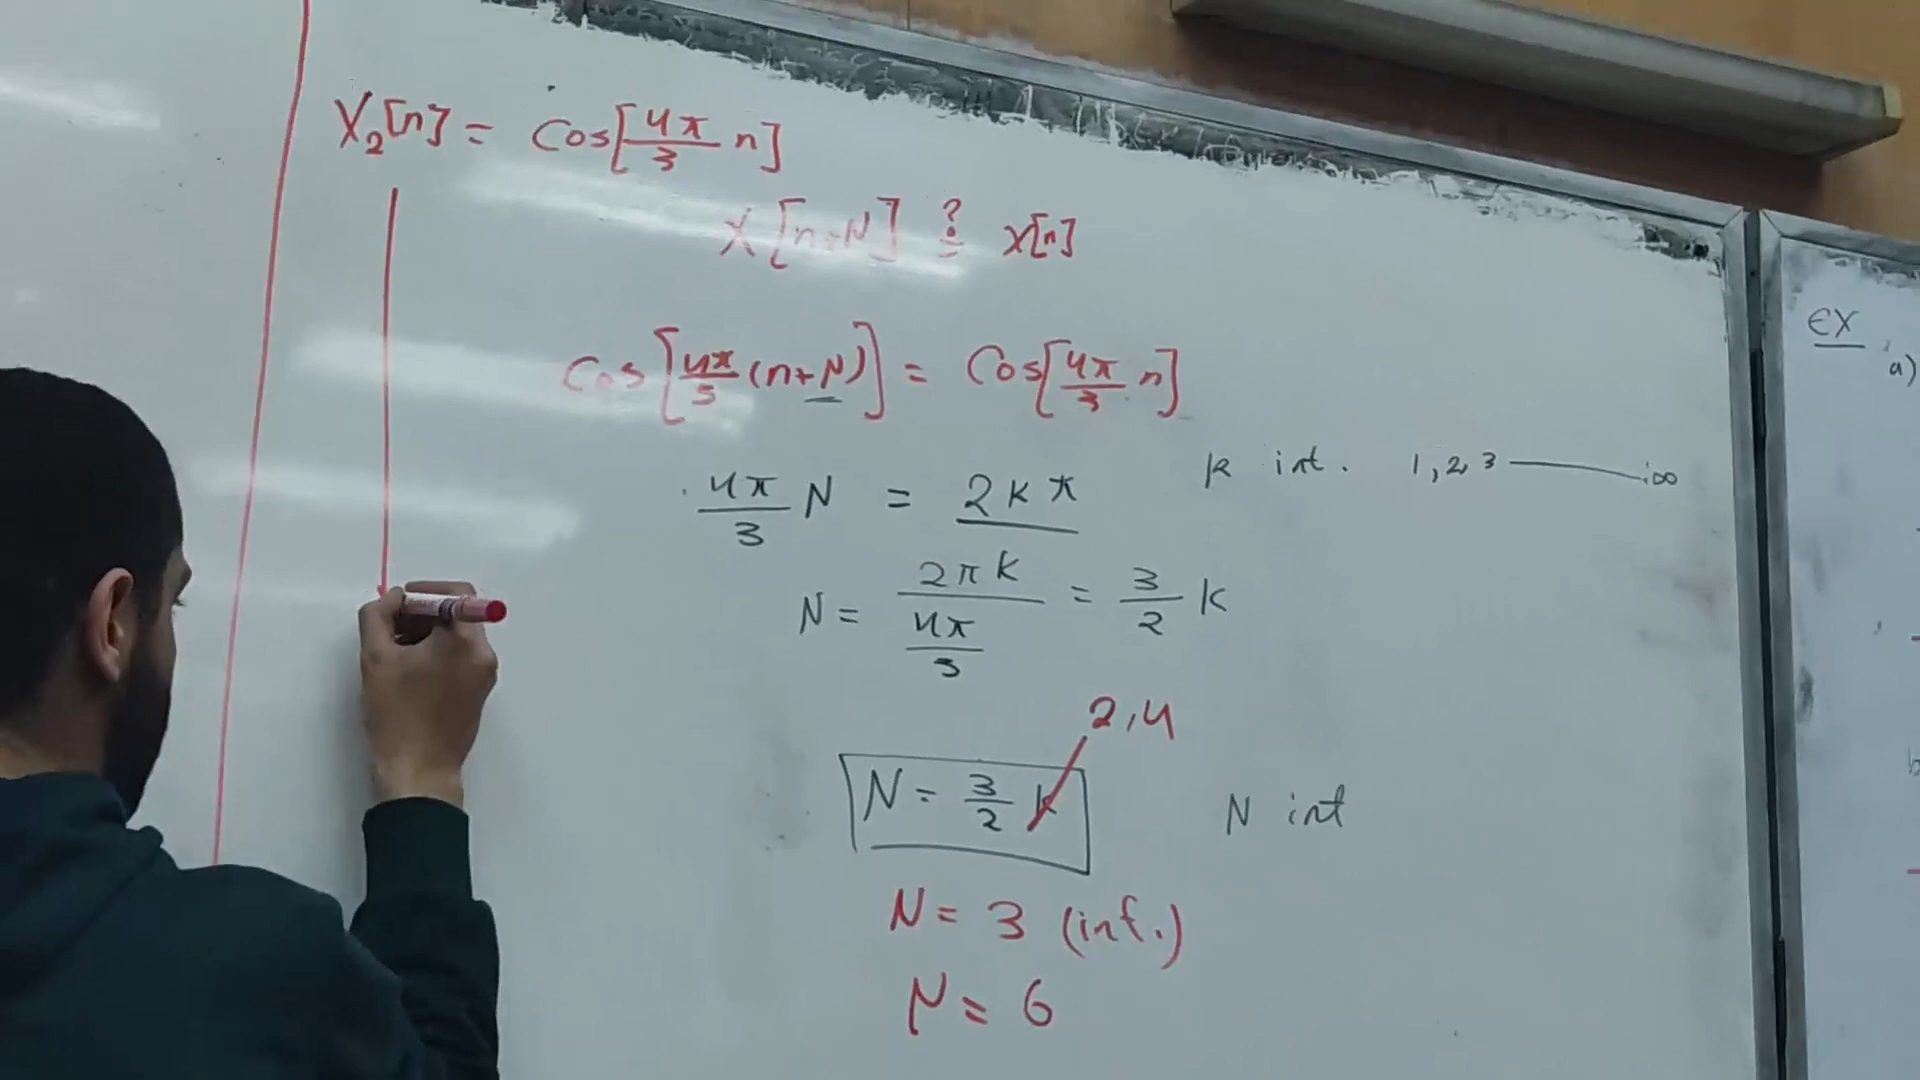 X₂[n] = Cos[4π/3 n]
X[n+N] ≟ X[n]
Cos[4π/3 (n+N)] = Cos[4π/3 n]
4π/3 N = 2kπ
k int. 1,2,3 — ∞
N = 2πk / (4π/3) = 3/2 k
2,4
N = 3/2 k
N int
N = 3 (int.)
N = 6
ex
a)
b